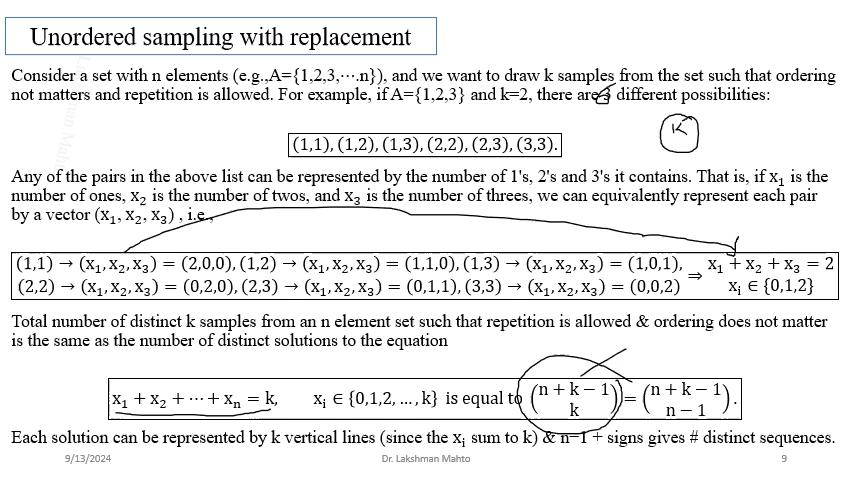 Unordered sampling with replacement
Consider a set with n elements (e.g.,A={1,2,3,⋯.n}), and we want to draw k samples from the set such that ordering
not matters and repetition is allowed. For example, if A={1,2,3} and k=2, there are different possibilities:
K
(1,1), (1,2), (1,3), (2,2), (2,3), (3,3).
Any of the pairs in the above list can be represented by the number of 1's, 2's and 3's it contains. That is, if x₁ is the
number of ones, x₂ is the number of twos, and x₃ is the number of threes, we can equivalently represent each pair
by a vector (x₁, x₂, x₃) , i.e.,
(1,1) → (x₁,x₂,x₃) = (2,0,0), (1,2) → (x₁,x₂,x₃) = (1,1,0), (1,3) → (x₁,x₂,x₃) = (1,0,1), ⇒ x₁ + x₂ + x₃ = 2
(2,2) → (x₁,x₂,x₃) = (0,2,0), (2,3) → (x₁,x₂,x₃) = (0,1,1), (3,3) → (x₁,x₂,x₃) = (0,0,2) xᵢ ∈ {0,1,2}
Total number of distinct k samples from an n element set such that repetition is allowed & ordering does not matter
is the same as the number of distinct solutions to the equation
x₁ + x₂ + ⋯ + xₙ = k, xᵢ ∈ {0,1,2, …, k} is equal to (n + k − 1 k) = (n + k − 1 n − 1).
Each solution can be represented by k vertical lines (since the xᵢ sum to k) & n−1 + signs gives # distinct sequences.
9/13/2024 Dr. Lakshman Mahto 9